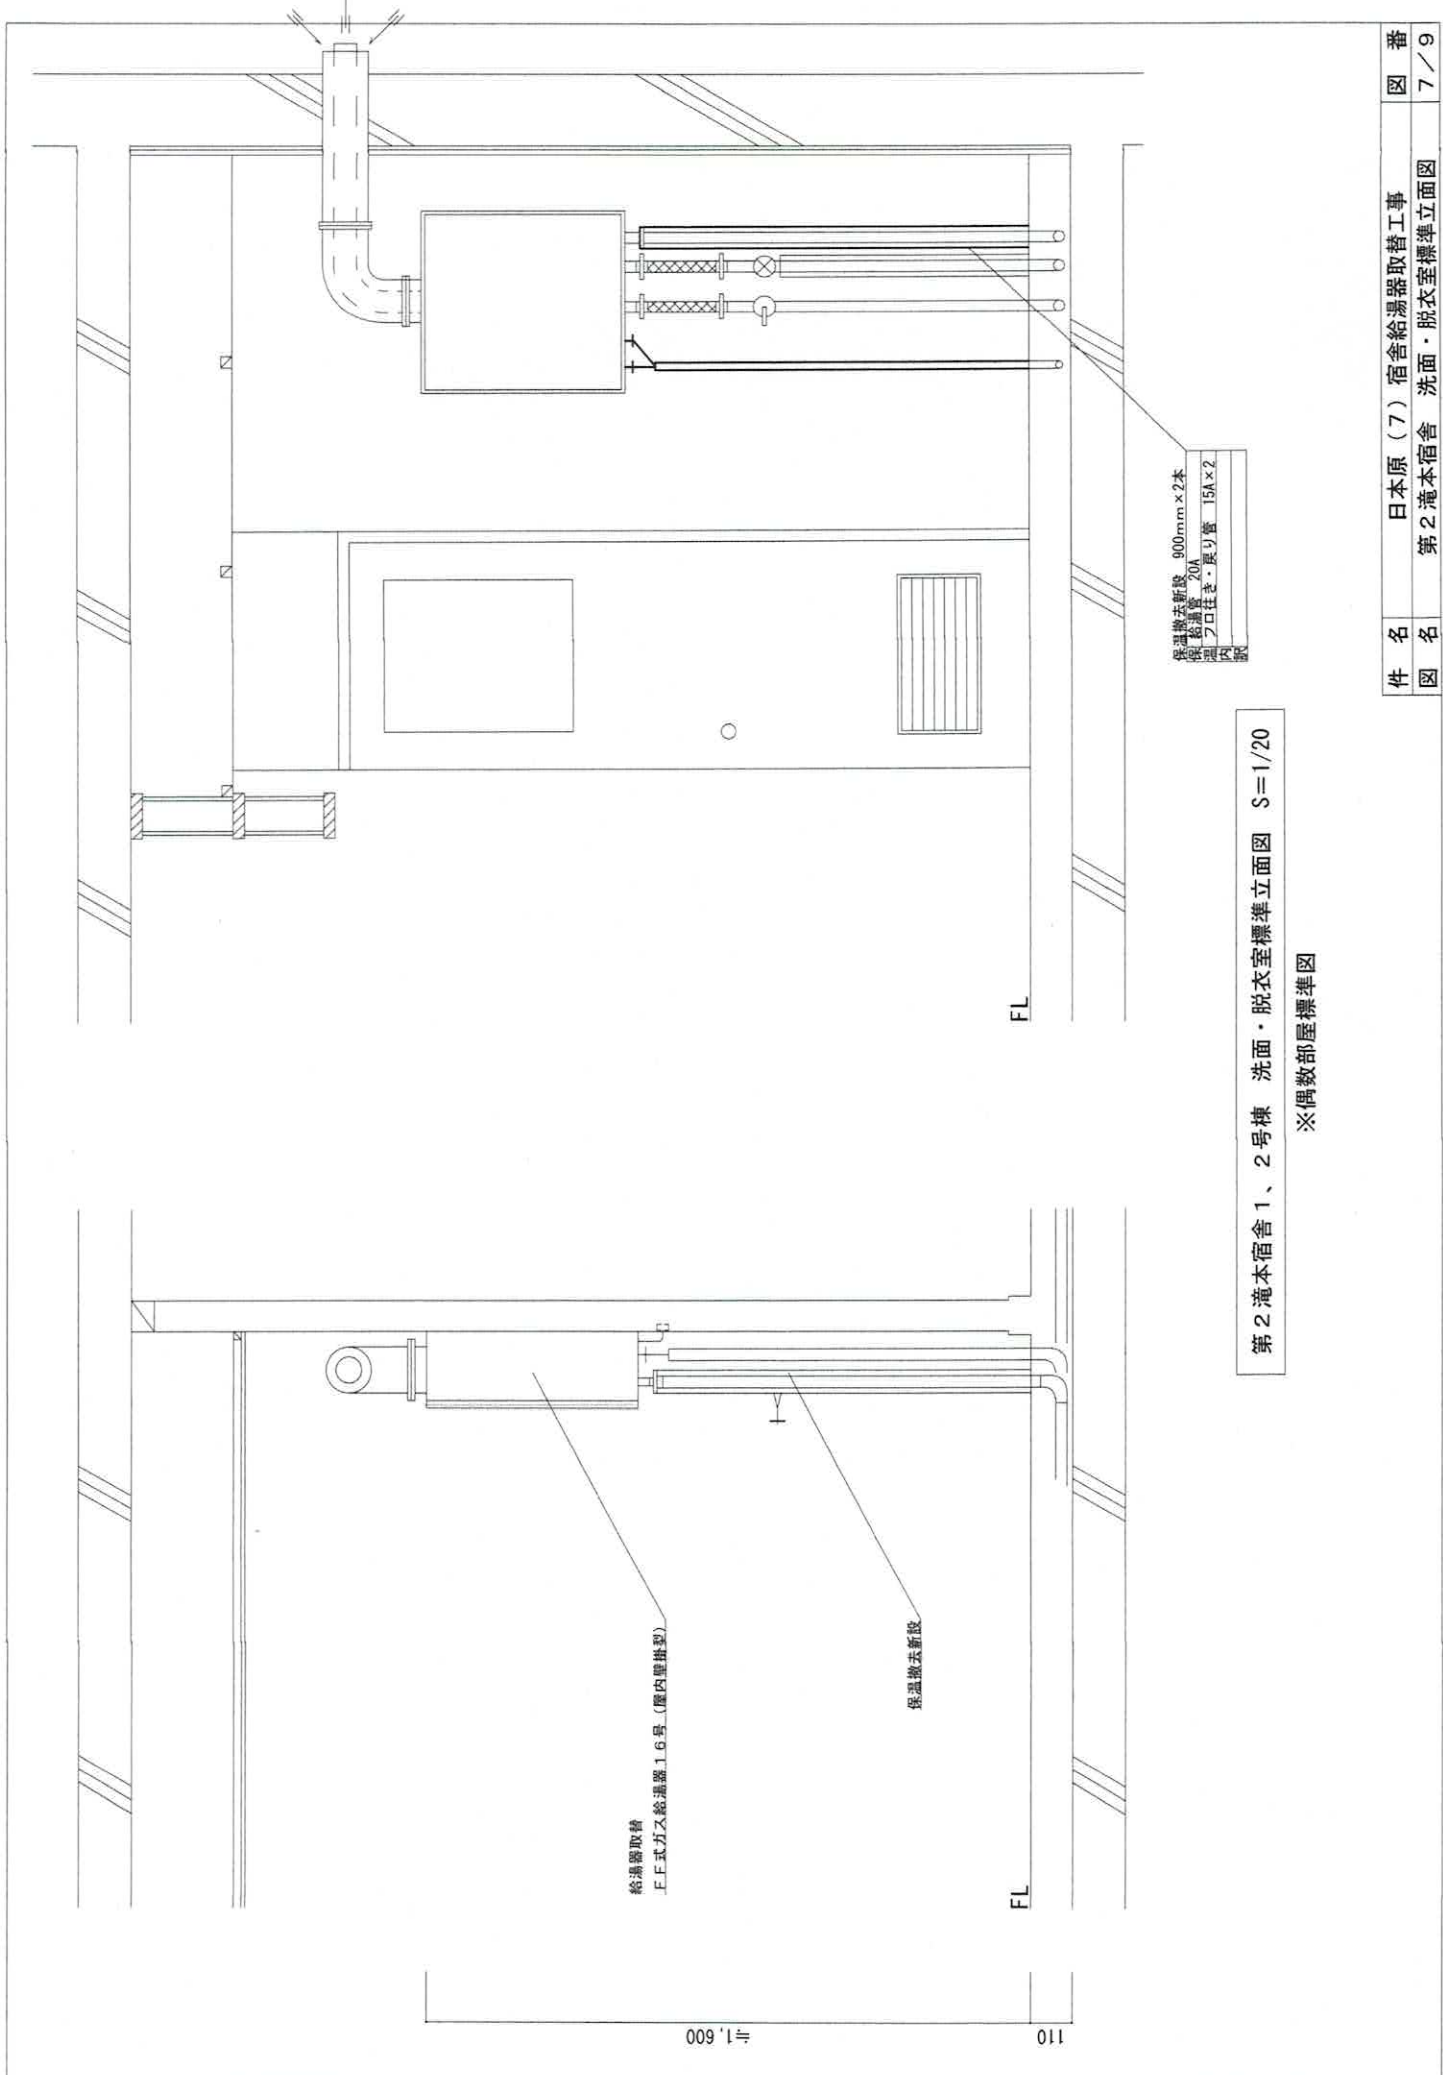 給湯器取替
ＦＦ式ガス給湯器１６号（屋内壁掛型）
保温撤去新設
≒1,600
110
FL
FL
保温撤去新設　900mm×2本
保温内訳
給湯管　20A
フロ往き・戻り管　15A×2
第２滝本宿舎１、２号棟　洗面・脱衣室標準立面図　S=1/20
※偶数部屋標準図
件　名　日本原（７）宿舎給湯器取替工事　図　番
図　名　第２滝本宿舎　洗面・脱衣室標準立面図　７／９